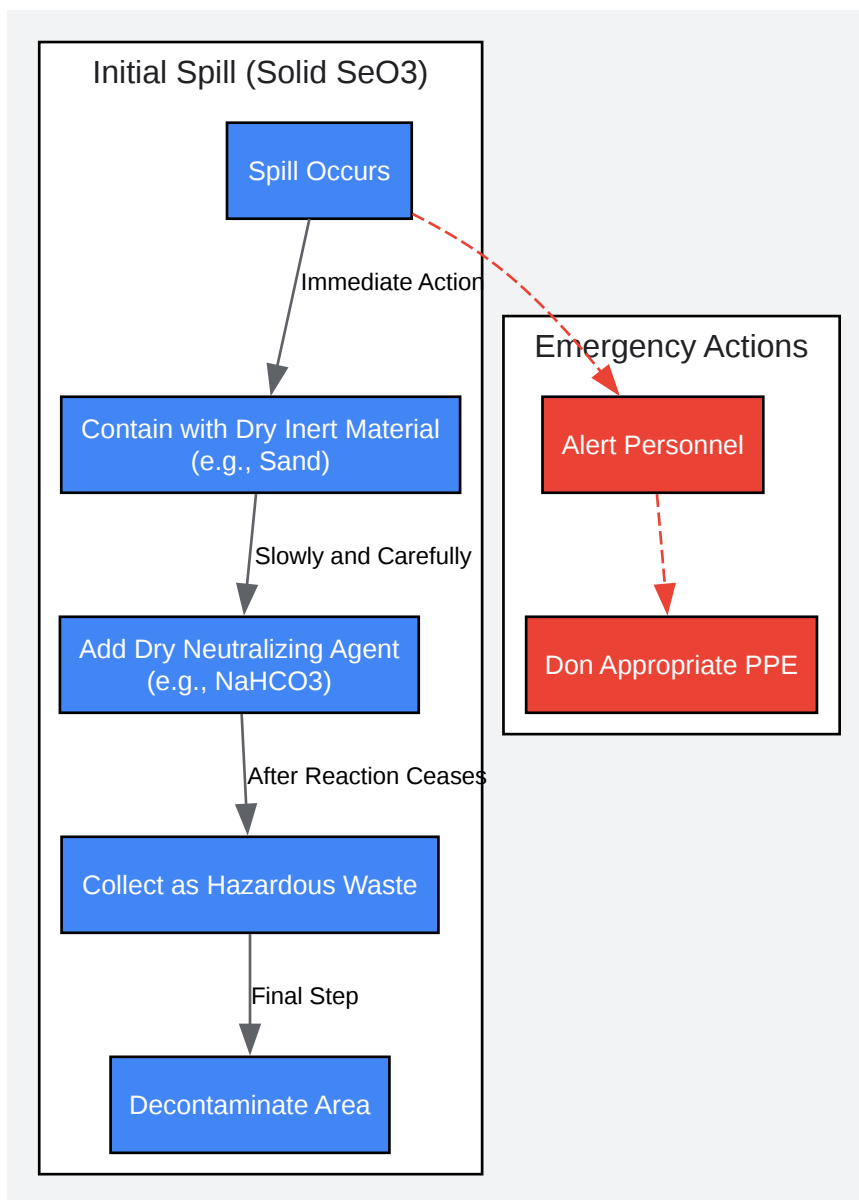 Initial Spill (Solid SeO3)
Spill Occurs
Immediate Action
Contain with Dry Inert Material
(e.g., Sand)
Slowly and Carefully
Add Dry Neutralizing Agent
(e.g., NaHCO3)
After Reaction Ceases
Collect as Hazardous Waste
Final Step
Decontaminate Area
Emergency Actions
Alert Personnel
Don Appropriate PPE